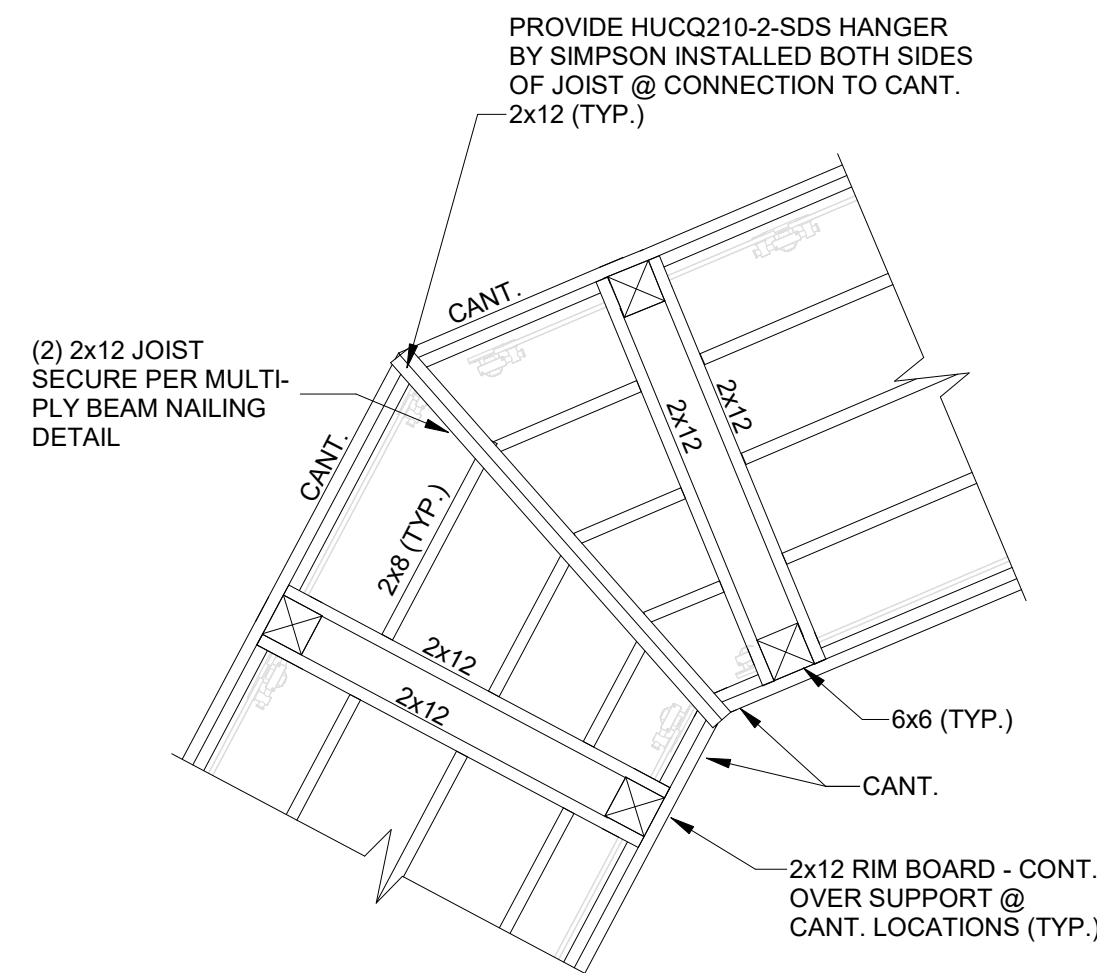 PROVIDE HUCQ210-2-SDS HANGER
BY SIMPSON INSTALLED BOTH SIDES
OF JOIST @ CONNECTION TO CANT.
2x12 (TYP.)
CANT.
(2) 2x12 JOIST
SECURE PER MULTI-
PLY BEAM NAILING
DETAIL
CANT.
2x12
2x12
2x8 (TYP.)
2x12
2x12
6x6 (TYP.)
CANT.
2x12 RIM BOARD - CONT.
OVER SUPPORT @
CANT. LOCATIONS (TYP.)